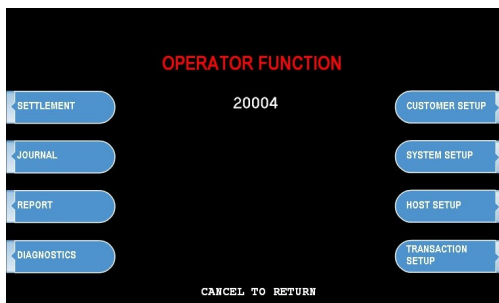 OPERATOR FUNCTION
20004
SETTLEMENT
CUSTOMER SETUP
JOURNAL
SYSTEM SETUP
REPORT
HOST SETUP
DIAGNOSTICS
TRANSACTION
SETUP
CANCEL TO RETURN